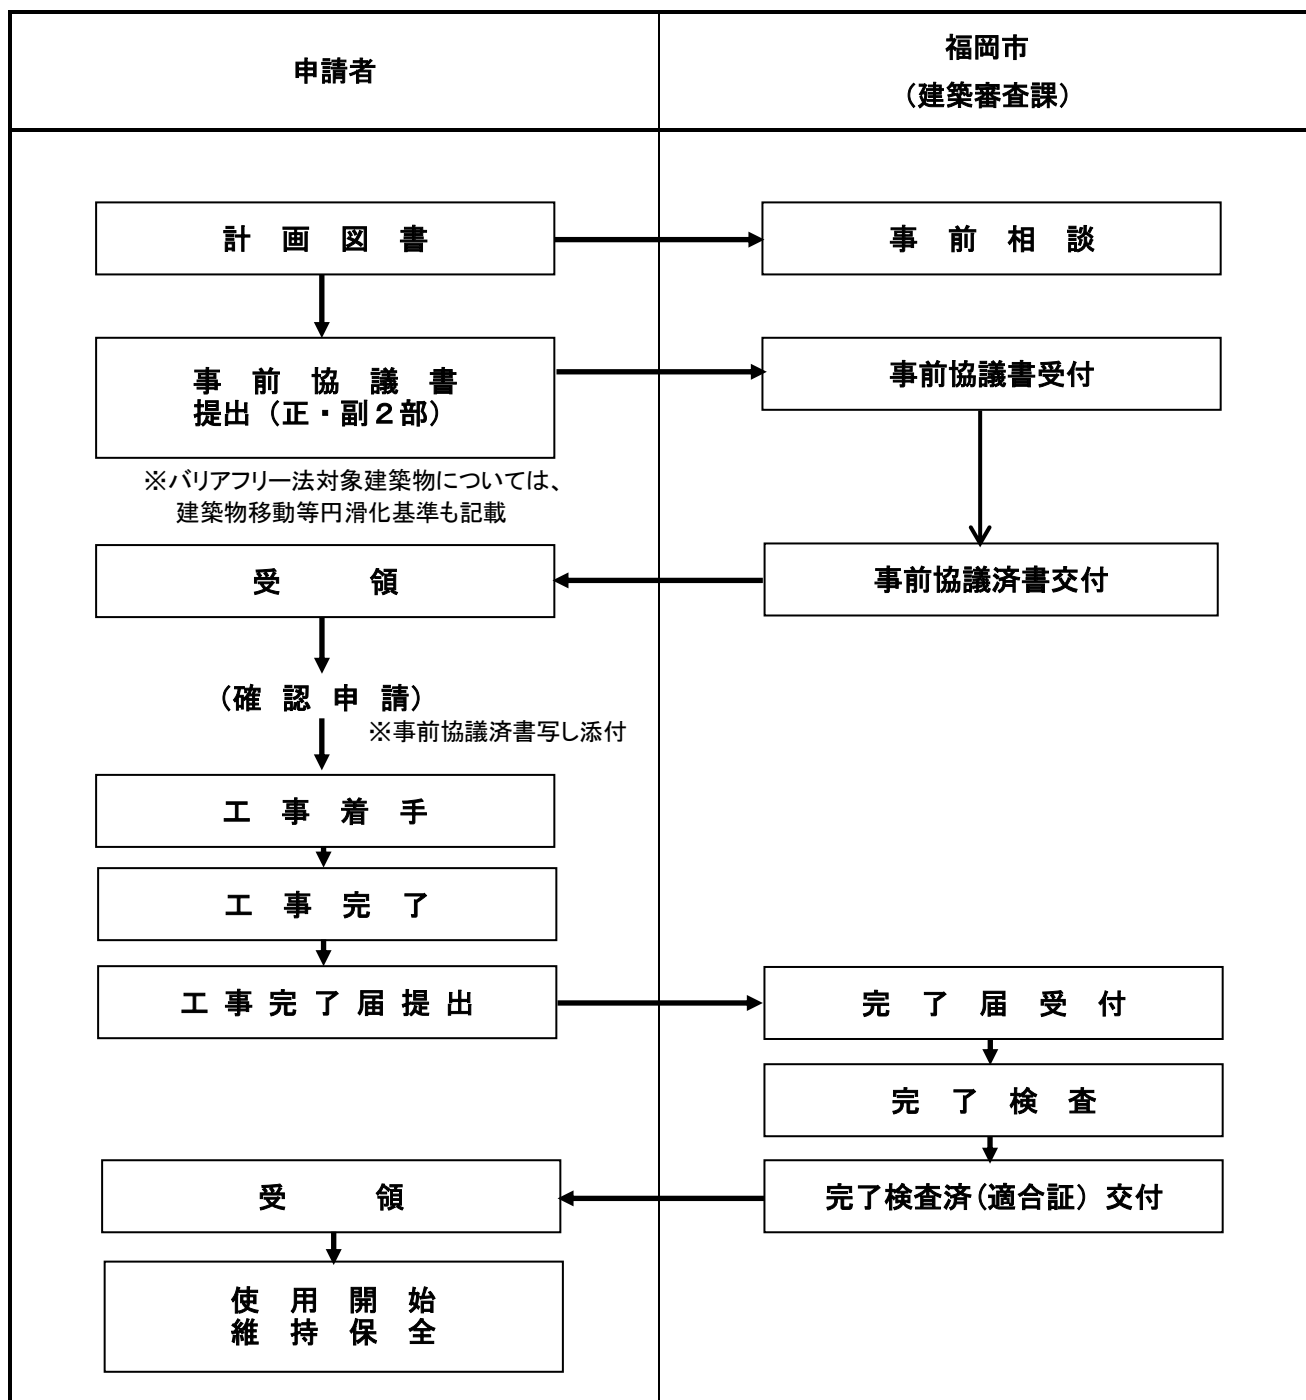 申請者
福岡市
（建築審査課）
計画図書
事前相談
事前協議書
提出（正・副２部）
事前協議書受付
※バリアフリー法対象建築物については、
建築物移動等円滑化基準も記載
受領
事前協議済書交付
（確認申請）
※事前協議済書写し添付
工事着手
工事完了
工事完了届提出
完了届受付
完了検査
受領
完了検査済（適合証）交付
使用開始
維持保全